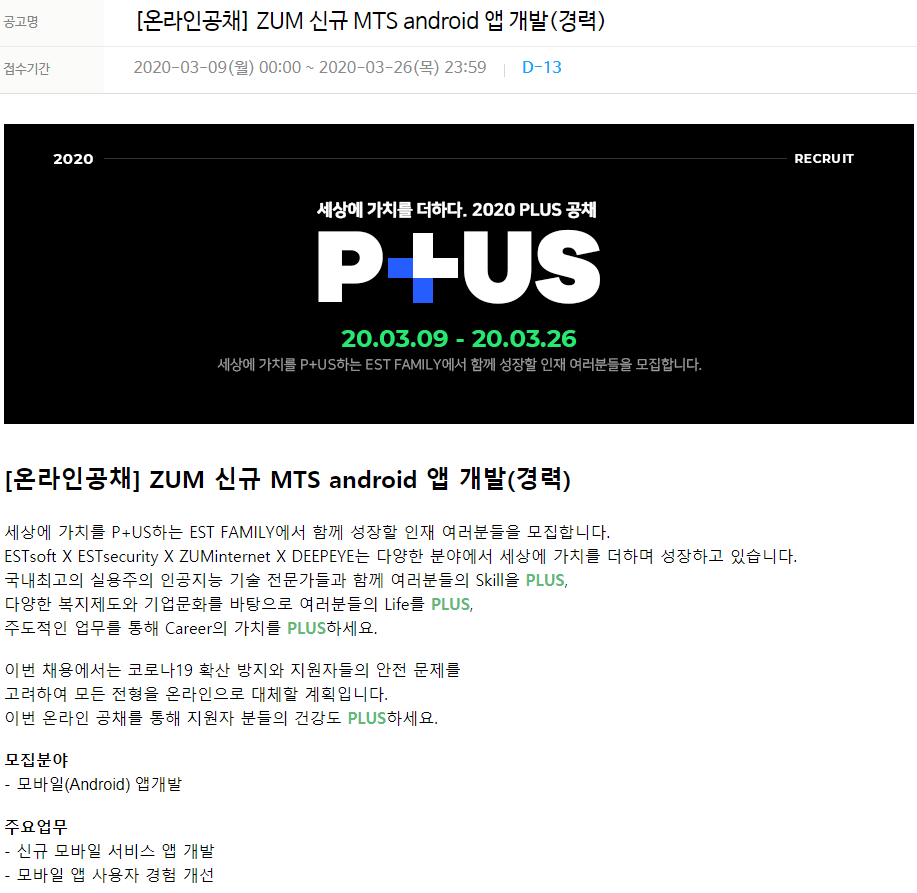 공고명 [온라인공채] ZUM 신규 MTS android 앱 개발(경력)
접수기간 2020-03-09(월) 00:00 ~ 2020-03-26(목) 23:59 | D-13
2020 RECRUIT
세상에 가치를 더하다. 2020 PLUS 공채
P+US
20.03.09 - 20.03.26
세상에 가치를 P+US하는 EST FAMILY에서 함께 성장할 인재 여러분들을 모집합니다.
[온라인공채] ZUM 신규 MTS android 앱 개발(경력)
세상에 가치를 P+US하는 EST FAMILY에서 함께 성장할 인재 여러분들을 모집합니다.
ESTsoft X ESTsecurity X ZUMinternet X DEEPEYE는 다양한 분야에서 세상에 가치를 더하며 성장하고 있습니다.
국내최고의 실용주의 인공지능 기술 전문가들과 함께 여러분들의 Skill을 PLUS,
다양한 복지제도와 기업문화를 바탕으로 여러분들의 Life를 PLUS,
주도적인 업무를 통해 Career의 가치를 PLUS하세요.
이번 채용에서는 코로나19 확산 방지와 지원자들의 안전 문제를
고려하여 모든 전형을 온라인으로 대체할 계획입니다.
이번 온라인 공채를 통해 지원자 분들의 건강도 PLUS하세요.
모집분야
- 모바일(Android) 앱개발
주요업무
- 신규 모바일 서비스 앱 개발
- 모바일 앱 사용자 경험 개선